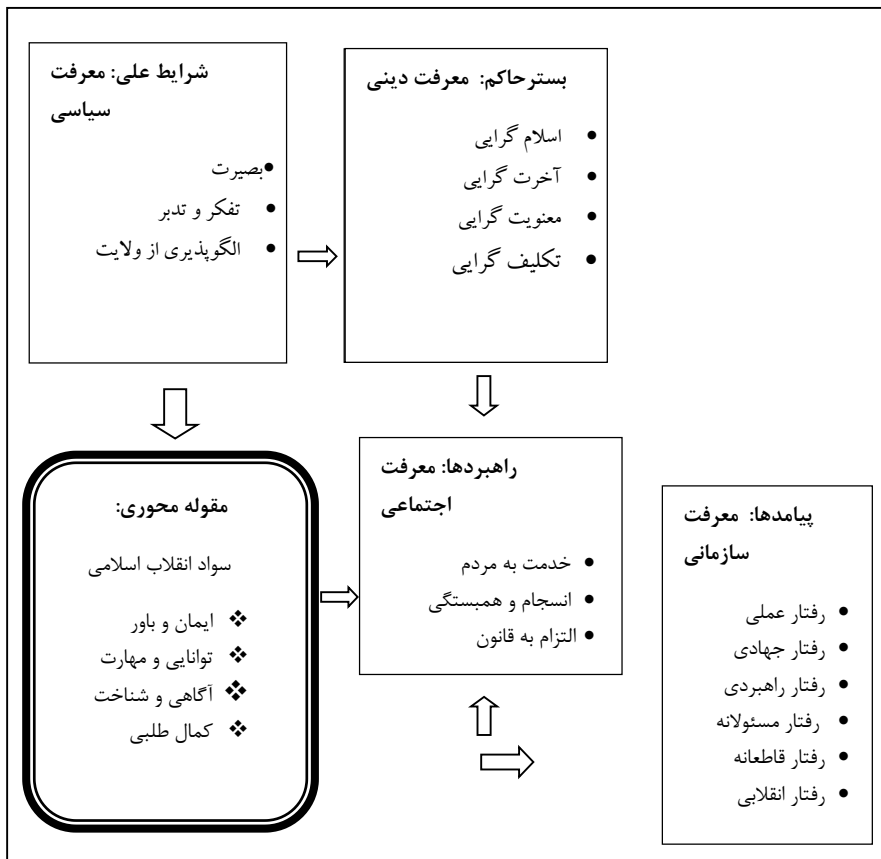 شرایط علی: معرفت
سیاسی
●بصیرت
● تفکر و تدبر
● الگوپذیری از ولایت
بسترحاکم: معرفت دینی
● اسلام گرایی
● آخرت گرایی
● معنویت گرایی
● تکلیف گرایی
مقوله محوری:
سواد انقلاب اسلامی
❖ ایمان و باور
❖ توانایی و مهارت
❖ آگاهی و شناخت
❖ کمال طلبی
راهبردها: معرفت
اجتماعی
● خدمت به مردم
● انسجام و همبستگی
● التزام به قانون
پیامدها: معرفت
سازمانی
● رفتار عملی
● رفتار جهادی
● رفتار راهبردی
● رفتار مسئولانه
● رفتار قاطعانه
● رفتار انقلابی